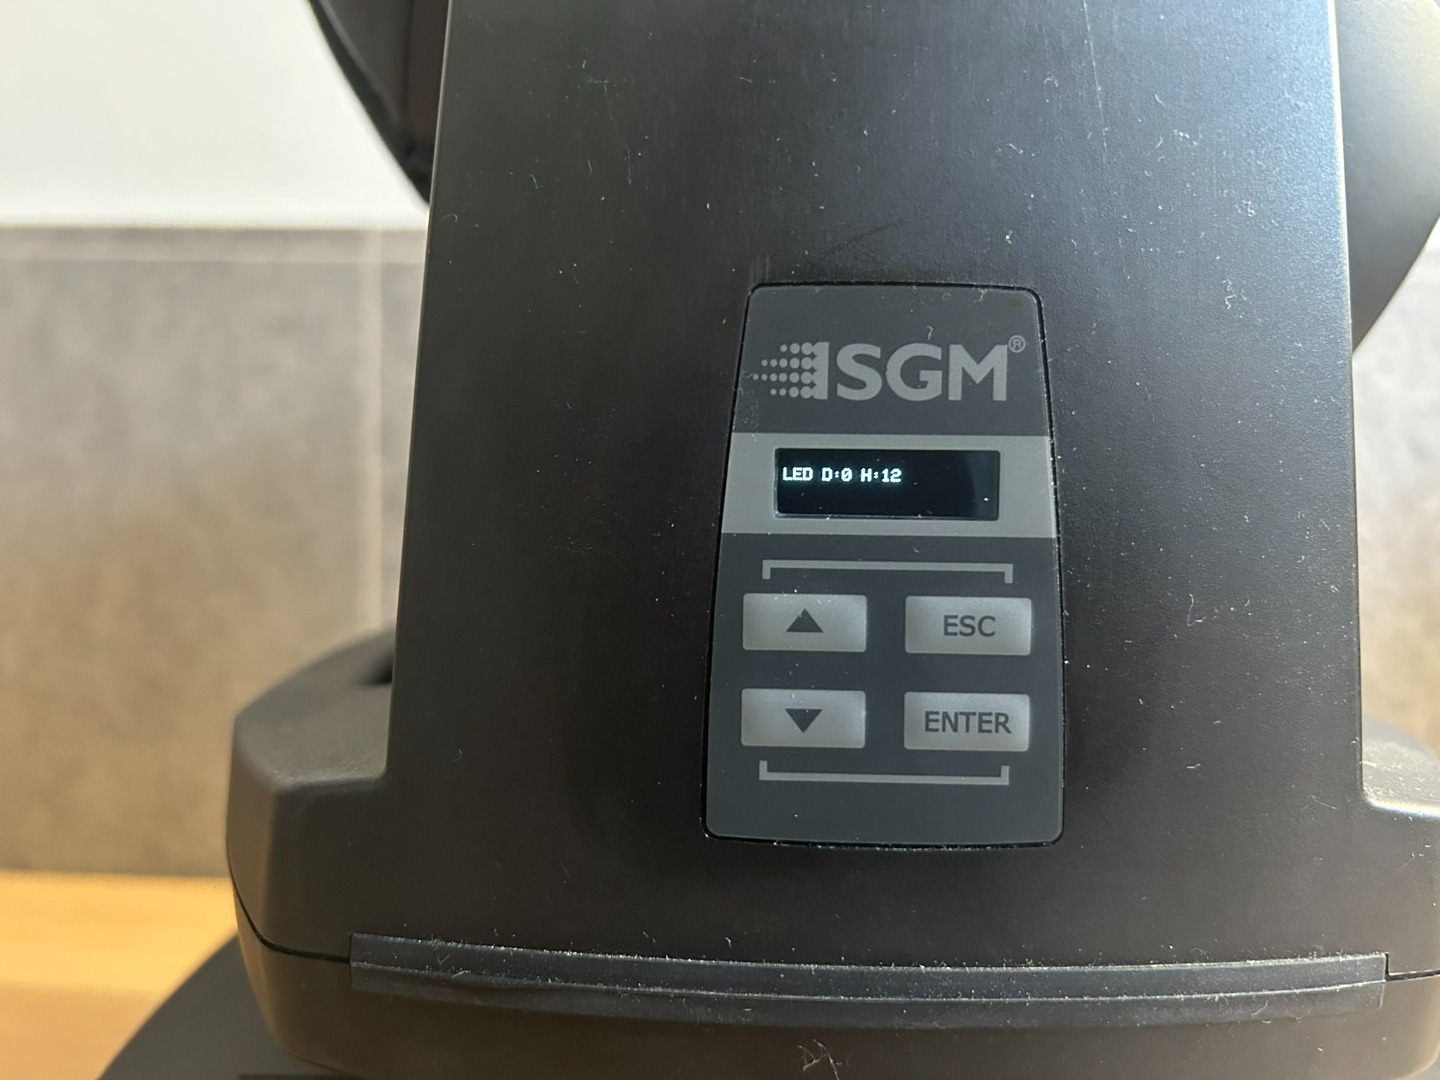 SGM®
LED D:0 H:12
ESC
ENTER